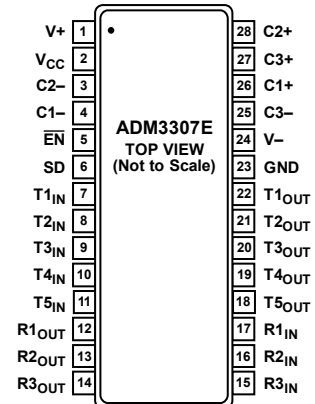 V+ 1 28 C2+
VCC 2 27 C3+
C2– 3 26 C1+
C1– 4 25 C3–
ADM3307E
EN 5 24 V–
TOP VIEW
SD 6 (Not to Scale) 23 GND
T1IN 7 22 T1OUT
T2IN 8 21 T2OUT
T3IN 9 20 T3OUT
T4IN 10 19 T4OUT
T5IN 11 18 T5OUT
R1OUT 12 17 R1IN
R2OUT 13 16 R2IN
R3OUT 14 15 R3IN